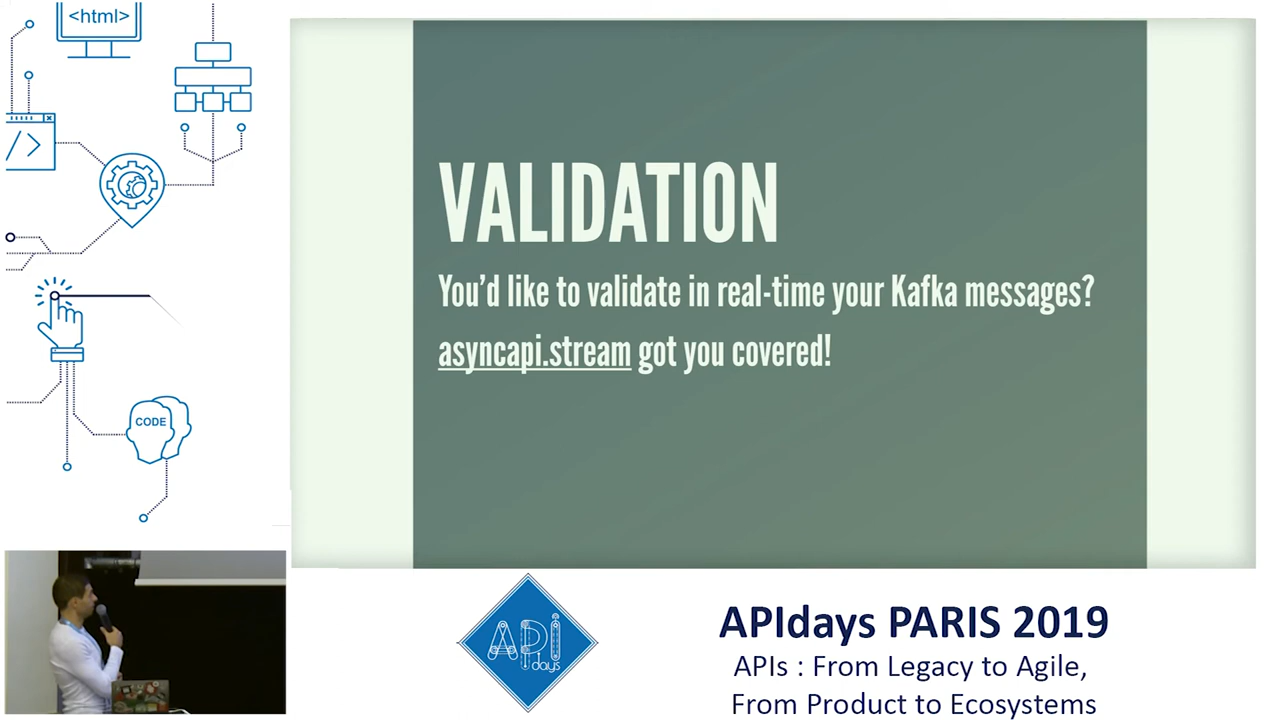 <html>
</>
CODE
VALIDATION
You'd like to validate in real-time your Kafka messages?
asyncapi.stream got you covered!
API
days
APIdays PARIS 2019
APIs : From Legacy to Agile,
From Product to Ecosystems